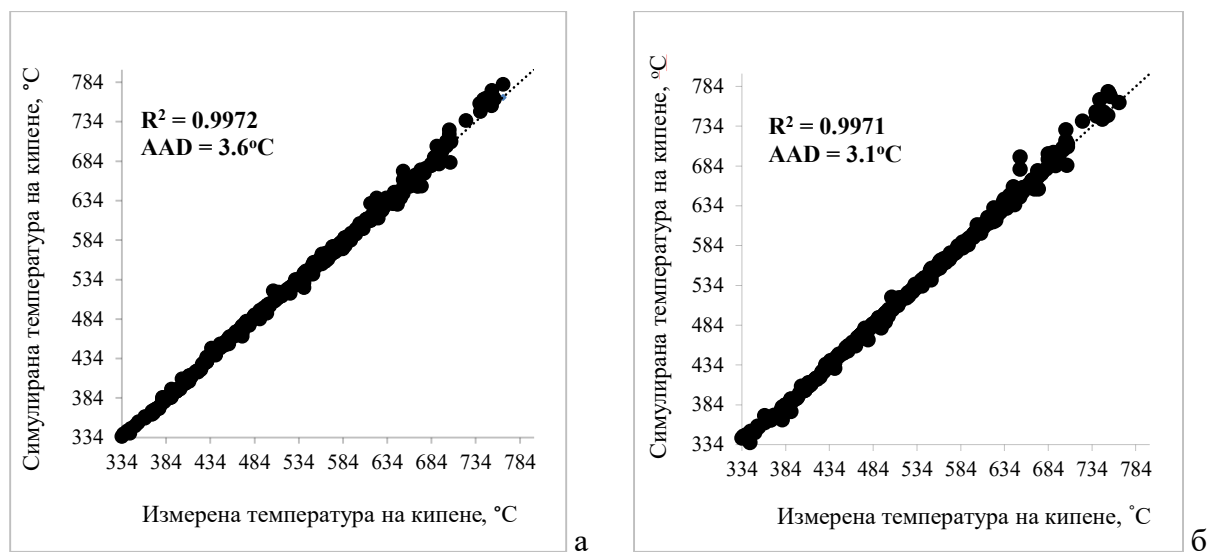 Симулирана температура на кипене, °C
784
734
684
634
584
534
484
434
384
334
R² = 0.9972
AAD = 3.6°C
334 384 434 484 534 584 634 684 734 784
Измерена температура на кипене, °C
а
Симулирана температура на кипене, °C
784
734
684
634
584
534
484
434
384
334
R² = 0.9971
AAD = 3.1°C
334 384 434 484 534 584 634 684 734 784
Измерена температура на кипене, °C
б